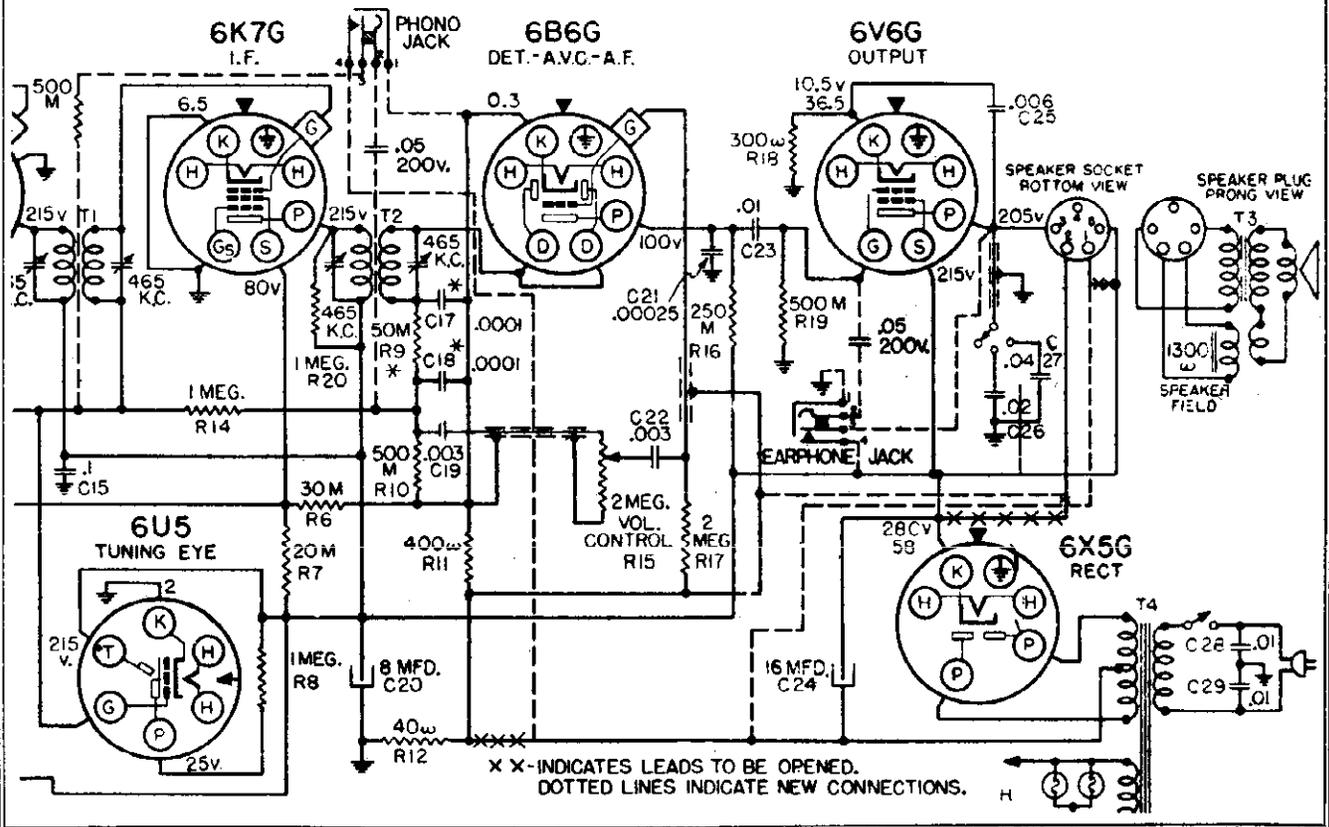 6K7G
I.F.
PHONO
JACK
6B6G
DET.-A.V.C.-A.F.
6V6G
OUTPUT
4
3
2
1
500
M
6.5
K
G
H
H
P
Gs
S
215v
T1
465
K.C.
80V
.05
200V.
0.3
K
G
H
H
P
D
D
100V
215v
T2
465
K.C.
465
K.C.
1 MEG.
R20
50M
R9
*
C17
*
.0001
C18
.0001
10.5v
36.5
300ω
R18
K
H
H
P
G
S
.006
C25
205v
215v
SPEAKER SOCKET
BOTTOM VIEW
SPEAKER PLUG
PRONG VIEW
T3
1300
ω
SPEAKER
FIELD
.01
C23
C21
.00025
250
M
R16
500 M
R19
.05
200V.
C
27
.04
.02
C26
EARPHONE JACK
1 MEG.
R14
C22
.003
.003
C19
500
M
R10
.1
C15
30 M
R6
20 M
R7
400ω
R11
2 MEG.
VOL.
CONTROL
R15
2
MEG
R17
6U5
TUNING EYE
2
K
T
H
H
G
P
215
v.
25v.
1 MEG.
R8
8 MFD.
C20
40ω
R12
16 MFD.
C24
28CV
58
6X5G
RECT
K
H
H
P
P
T4
C28
.01
C29
.01
H
X X-INDICATES LEADS TO BE OPENED.
DOTTED LINES INDICATE NEW CONNECTIONS.